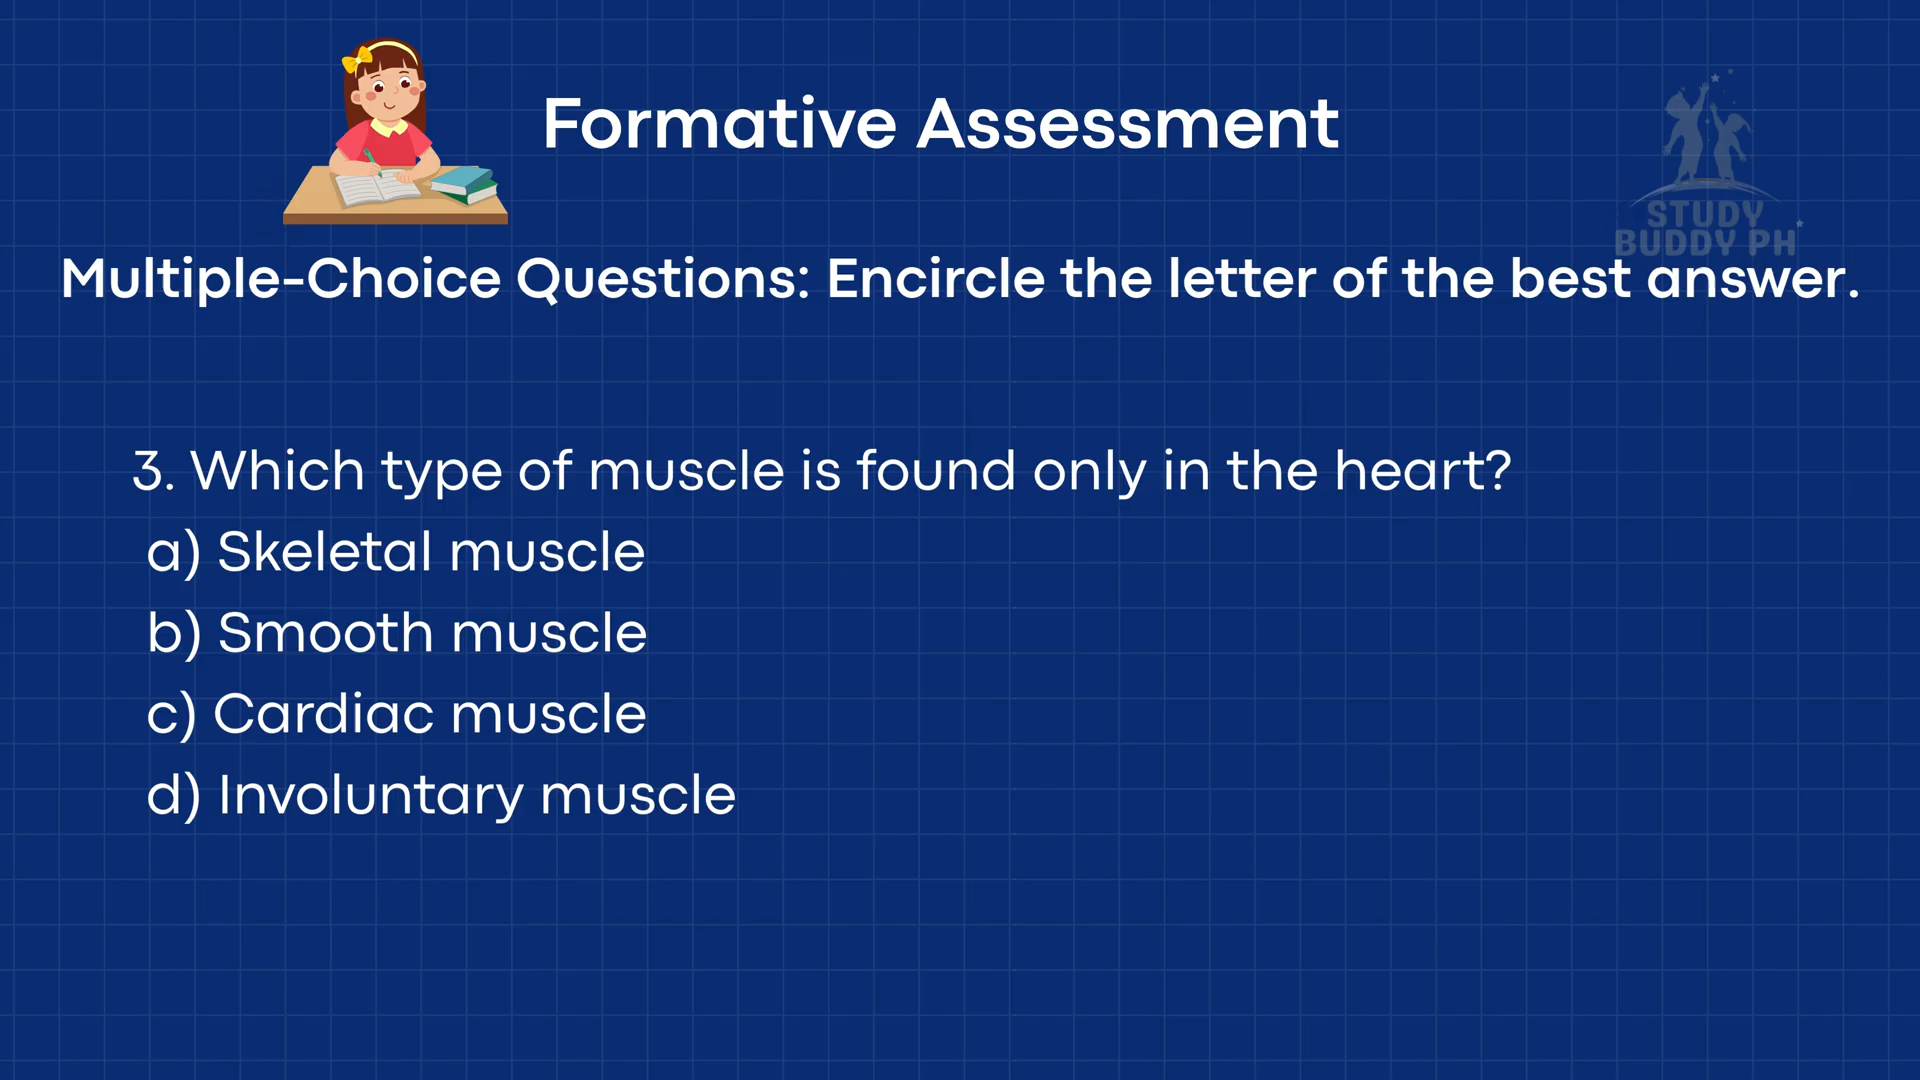 Formative Assessment
STUDY
BUDDY PH
Multiple-Choice Questions: Encircle the letter of the best answer.
3. Which type of muscle is found only in the heart?
a) Skeletal muscle
b) Smooth muscle
c) Cardiac muscle
d) Involuntary muscle